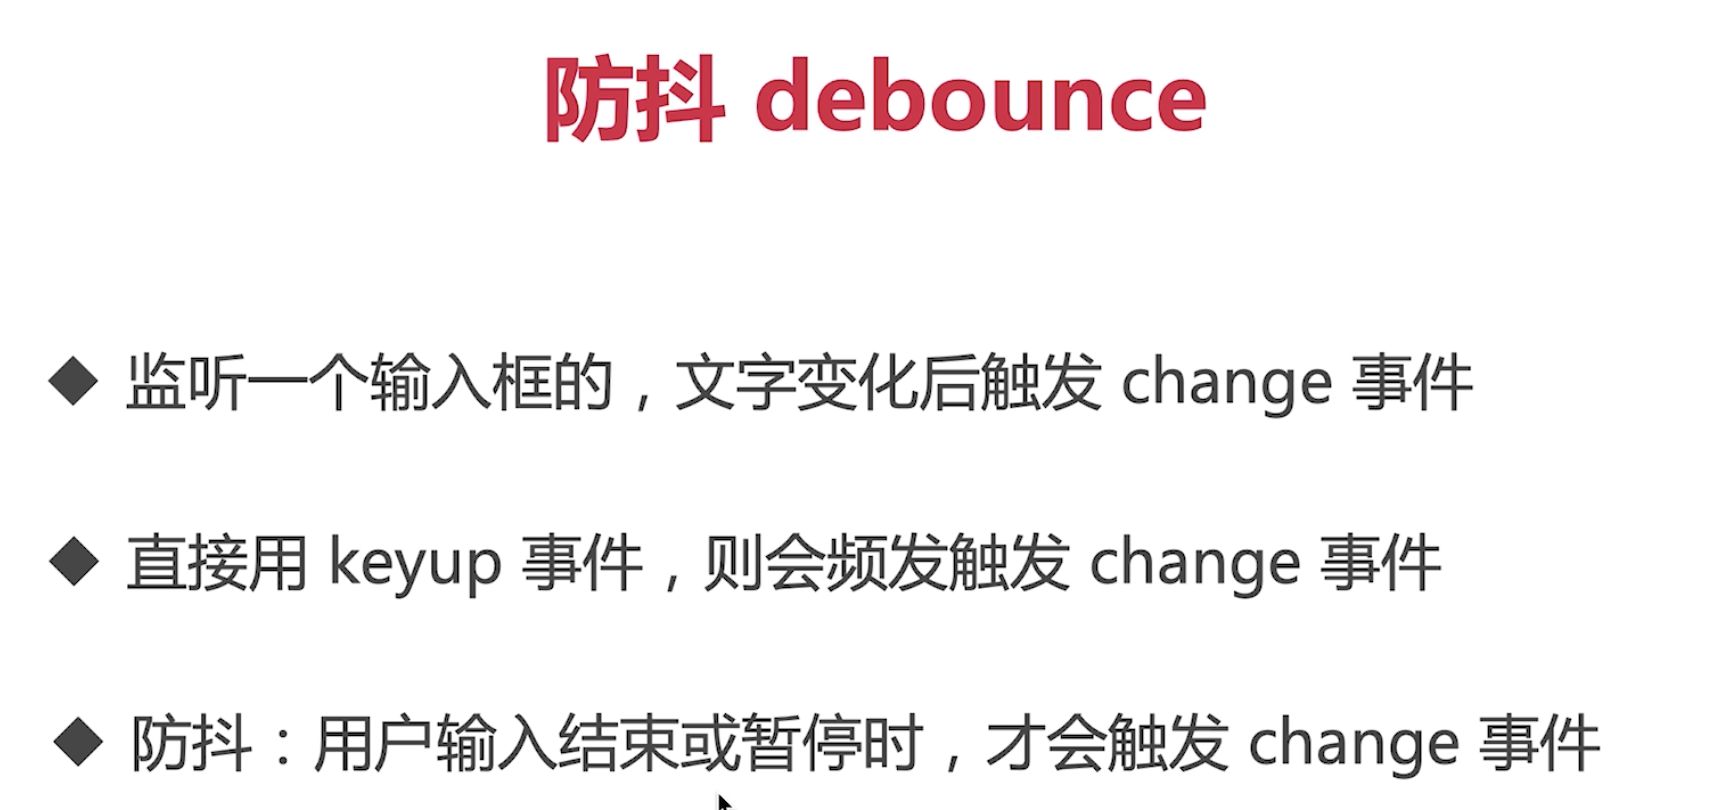 防抖 debounce
监听一个输入框的，文字变化后触发 change 事件
直接用 keyup 事件，则会频发触发 change 事件
防抖：用户输入结束或暂停时，才会触发 change 事件